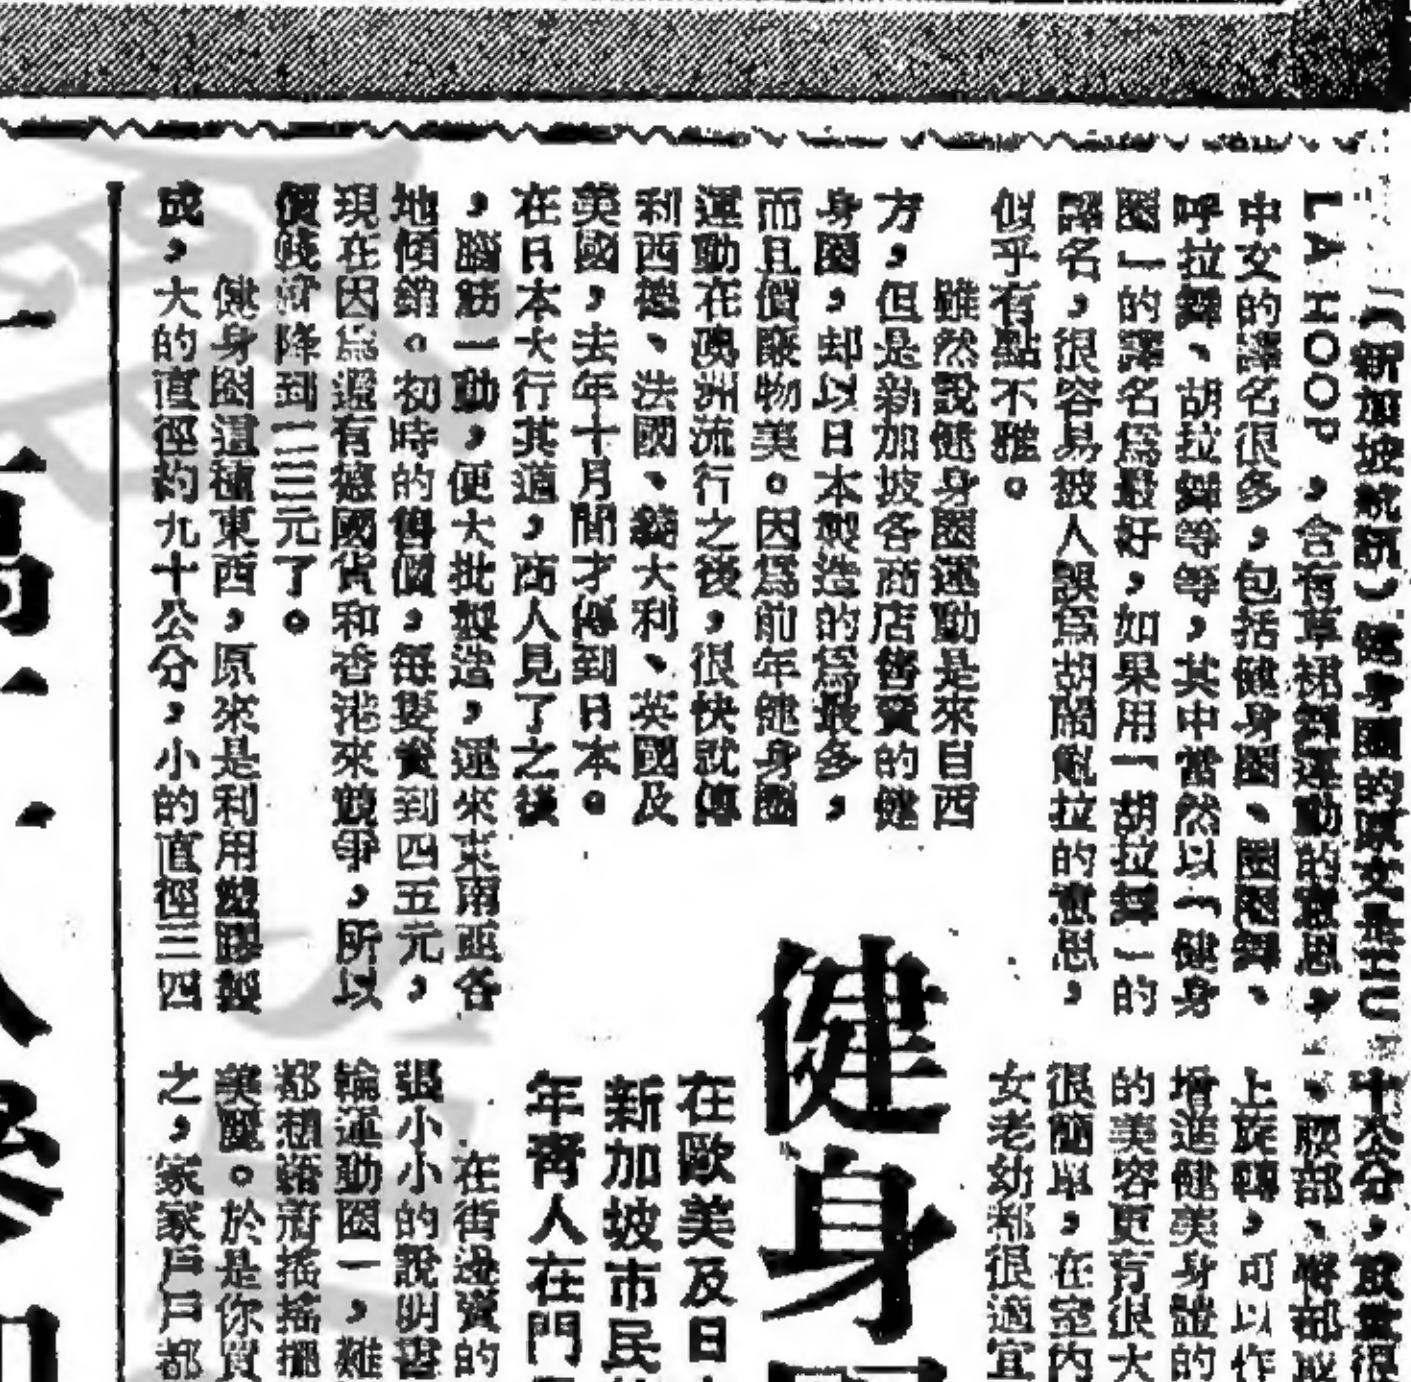 （新加坡航訊）健身圈的原文是HU
LA HOOP，含有草裙舞運動的意思，
中文的譯名很多，包括健身圈、圈圈舞、
呼拉舞、胡拉舞等等，其中當然以「健身
圈」的譯名爲最好，如果用「胡拉舞」的
譯名，很容易被人誤爲胡鬧亂拉的意思，
似乎有點不雅。
雖然說健身圈運動是來自西
方，但是新加坡各商店售賣的健
身圈，却以日本製造的爲最多，
而且價廉物美。因爲前年健身圈
運動在澳洲流行之後，很快就傳
利西德、法國、義大利、英國及
美國，去年十月間才傳到日本。
在日本大行其道，商人見了之後
，腦筋一動，便大批製造，運來東南亞各
地傾銷。初時的售價，每隻賣到四五元，
現在因爲還有德國貨和香港來競爭，所以
價錢濳降到二三元了。
健身圈這種東西，原來是利用塑膠製
成，大的直徑約九十公分，小的直徑三四
十公分，放置很
、腰部、臀部或
上旋轉，可以作
增進健美身體的
的美容更有很大
很簡單，在室內
女老幼都很適宜
健身
在歐美及日
新加坡市民
年靑人在門
在街邊賣的
張小小的說明書
輪運動圈一，難
都想跟着搖搖擺
美麗。於是你買
之，家家戶戶都